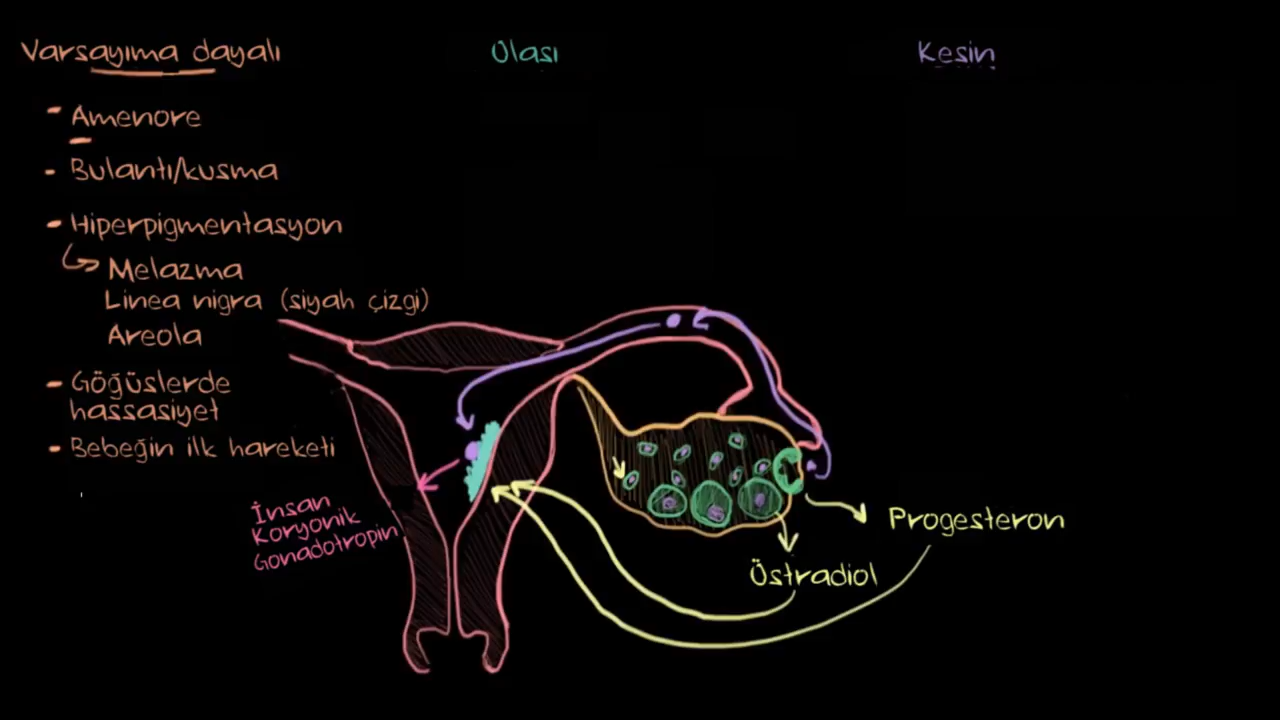 Varsayıma dayalı
- Amenore
- Bulantı/kusma
- Hiperpigmentasyon
Melazma
Linea nigra (siyah çizgi)
Areola
- Göğüslerde
hassasiyet
- Bebeğin ilk hareketi
Olası
Kesin
İnsan
Koryonik
Gonadotropin
Progesteron
Östradiol